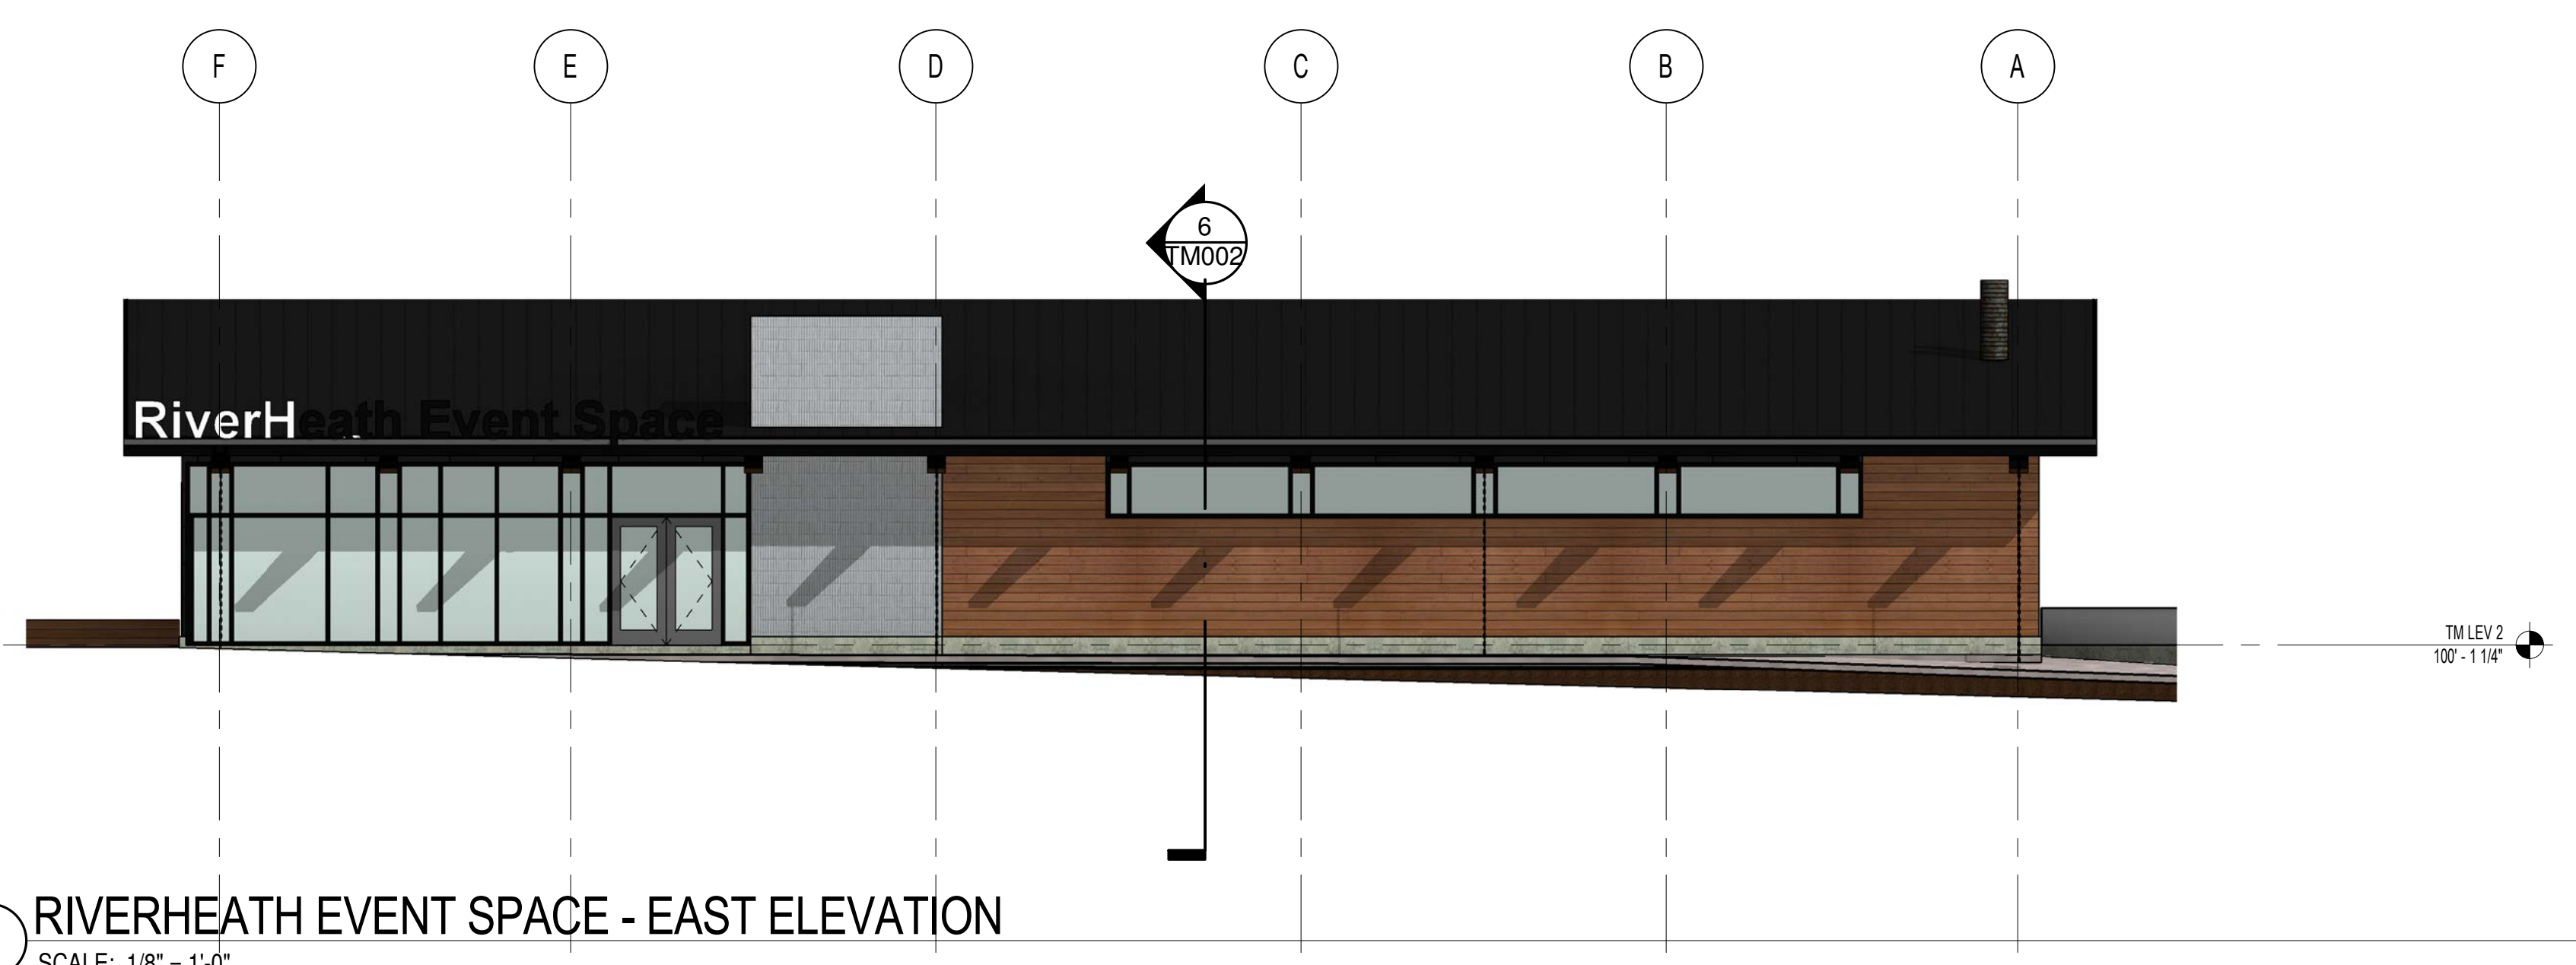 F E D C B A
6
TM002
RiverHeath Event Space
TM LEV 2
100' - 1 1/4"
RIVERHEATH EVENT SPACE - EAST ELEVATION
SCALE: 1/8" = 1'-0"